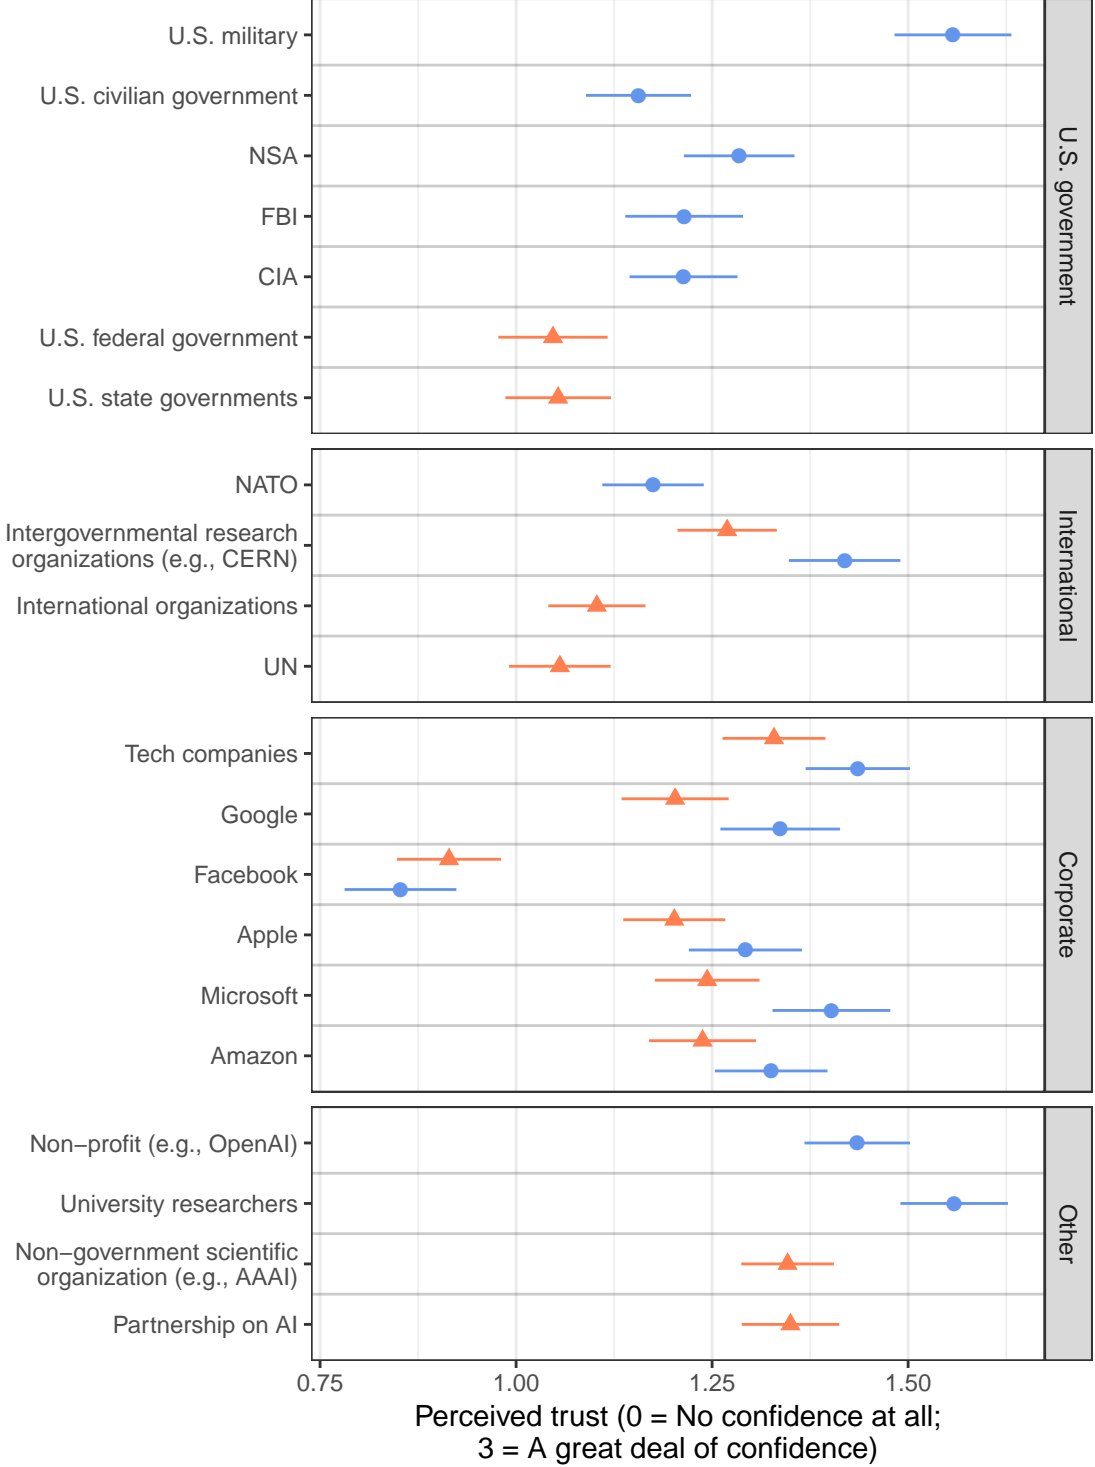 U.S. military
U.S. civilian government
NSA
FBI
CIA
U.S. federal government
U.S. state governments
U.S. government
NATO
Intergovernmental research
organizations (e.g., CERN)
International organizations
UN
International
Tech companies
Google
Facebook
Apple
Microsoft
Amazon
Corporate
Non−profit (e.g., OpenAI)
University researchers
Non−government scientific
organization (e.g., AAAI)
Partnership on AI
Other
0.75 1.00 1.25 1.50
Perceived trust (0 = No confidence at all;
3 = A great deal of confidence)